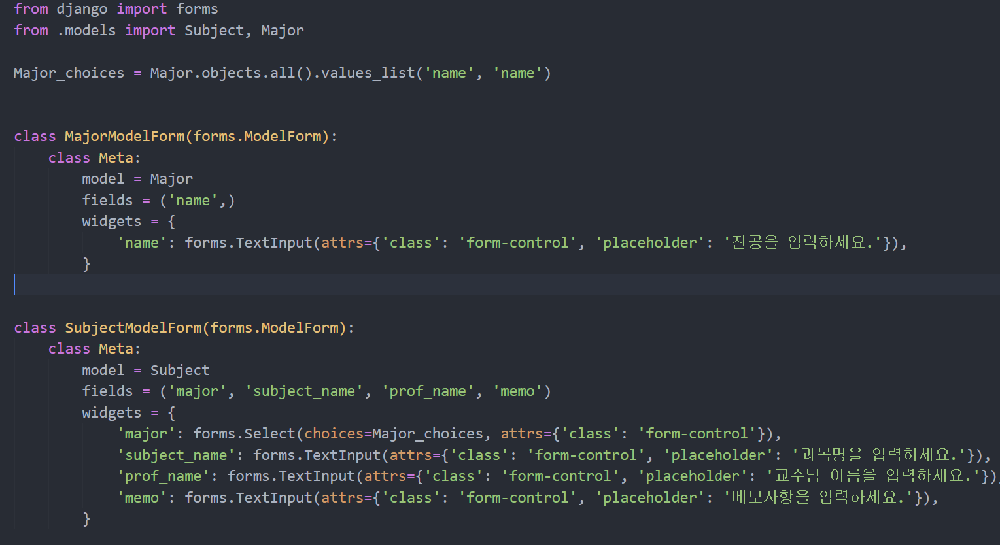 from django import forms
from .models import Subject, Major
Major_choices = Major.objects.all().values_list('name', 'name')
class MajorModelForm(forms.ModelForm):
    class Meta:
        model = Major
        fields = ('name',)
        widgets = {
            'name': forms.TextInput(attrs={'class': 'form-control', 'placeholder': '전공을 입력하세요.'}),
        }
class SubjectModelForm(forms.ModelForm):
    class Meta:
        model = Subject
        fields = ('major', 'subject_name', 'prof_name', 'memo')
        widgets = {
            'major': forms.Select(choices=Major_choices, attrs={'class': 'form-control'}),
            'subject_name': forms.TextInput(attrs={'class': 'form-control', 'placeholder': '과목명을 입력하세요.'}),
            'prof_name': forms.TextInput(attrs={'class': 'form-control', 'placeholder': '교수님 이름을 입력하세요.'}),
            'memo': forms.TextInput(attrs={'class': 'form-control', 'placeholder': '메모사항을 입력하세요.'}),
        }